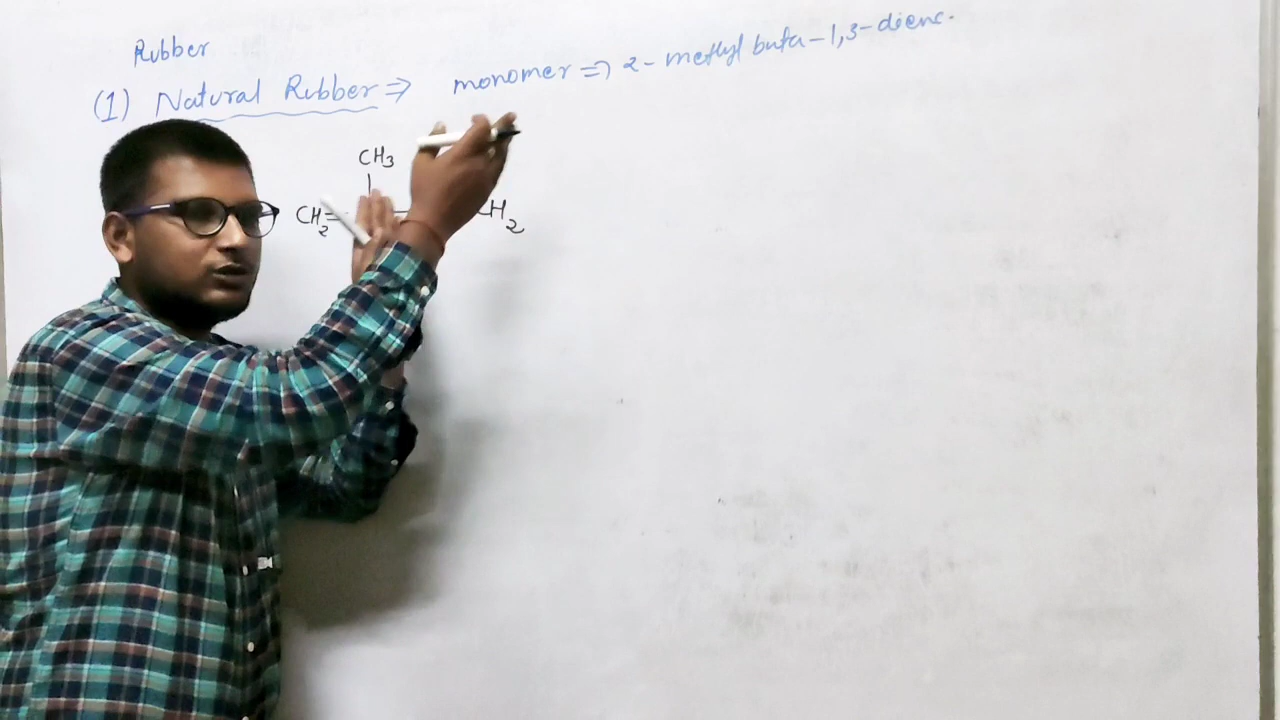 Rubber
(1) Natural Rubber ⇒ monomer ⇒ 2-methyl buta-1,3-diene.
CH3
CH2= H2